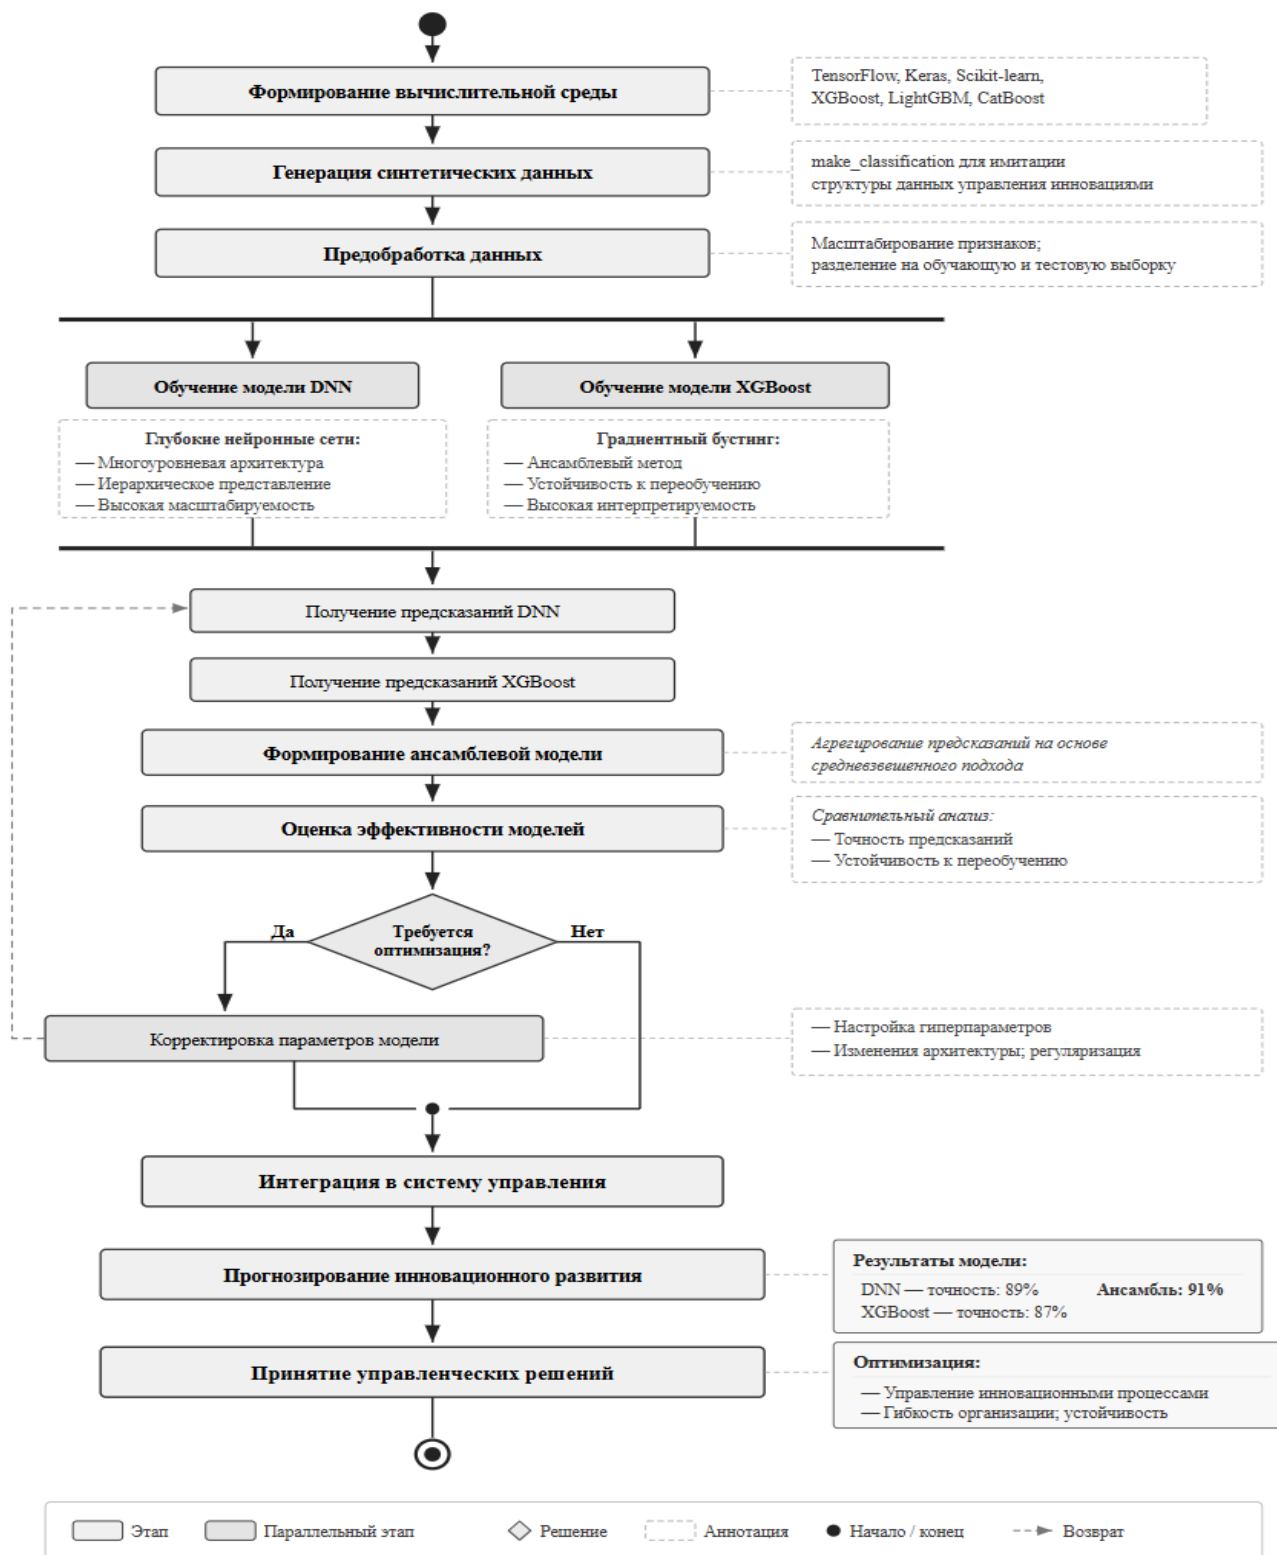 Формирование вычислительной среды
TensorFlow, Keras, Scikit-learn,
XGBoost, LightGBM, CatBoost
Генерация синтетических данных
make_classification для имитации
структуры данных управления инновациями
Предобработка данных
Масштабирование признаков;
разделение на обучающую и тестовую выборку
Обучение модели DNN
Обучение модели XGBoost
Глубокие нейронные сети:
— Многоуровневая архитектура
— Иерархическое представление
— Высокая масштабируемость
Градиентный бустинг:
— Ансамблевый метод
— Устойчивость к переобучению
— Высокая интерпретируемость
Получение предсказаний DNN
Получение предсказаний XGBoost
Формирование ансамблевой модели
Агрегирование предсказаний на основе
средневзвешенного подхода
Оценка эффективности моделей
Сравнительный анализ:
— Точность предсказаний
— Устойчивость к переобучению
Да
Требуется
оптимизация?
Нет
Корректировка параметров модели
— Настройка гиперпараметров
— Изменения архитектуры; регуляризация
Интеграция в систему управления
Прогнозирование инновационного развития
Результаты модели:
DNN — точность: 89% Ансамбль: 91%
XGBoost — точность: 87%
Принятие управленческих решений
Оптимизация:
— Управление инновационными процессами
— Гибкость организации; устойчивость
Этап Параллельный этап Решение Аннотация Начало / конец Возврат